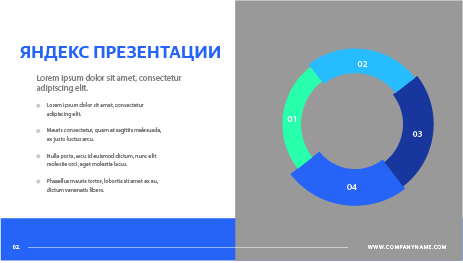 ЯНДЕКС ПРЕЗЕНТАЦИИ
Lorem ipsum dolor sit amet, consectetur
adipiscing elit.
Lorem ipsum dolor sit amet, consectetur
adipiscing elit.
Mauris consectetur, quam at sagittis malesuada,
ex justo luctus arcu.
Nulla porta, arcu id euismod dictum, nunc elit
molestie orci, eget molestie lacus.
Phasellus mauris tortor, lobortis sit amet ex eu,
dictum venenatis libero.
02
01
03
04
02.
WWW.COMPANYNAME.COM